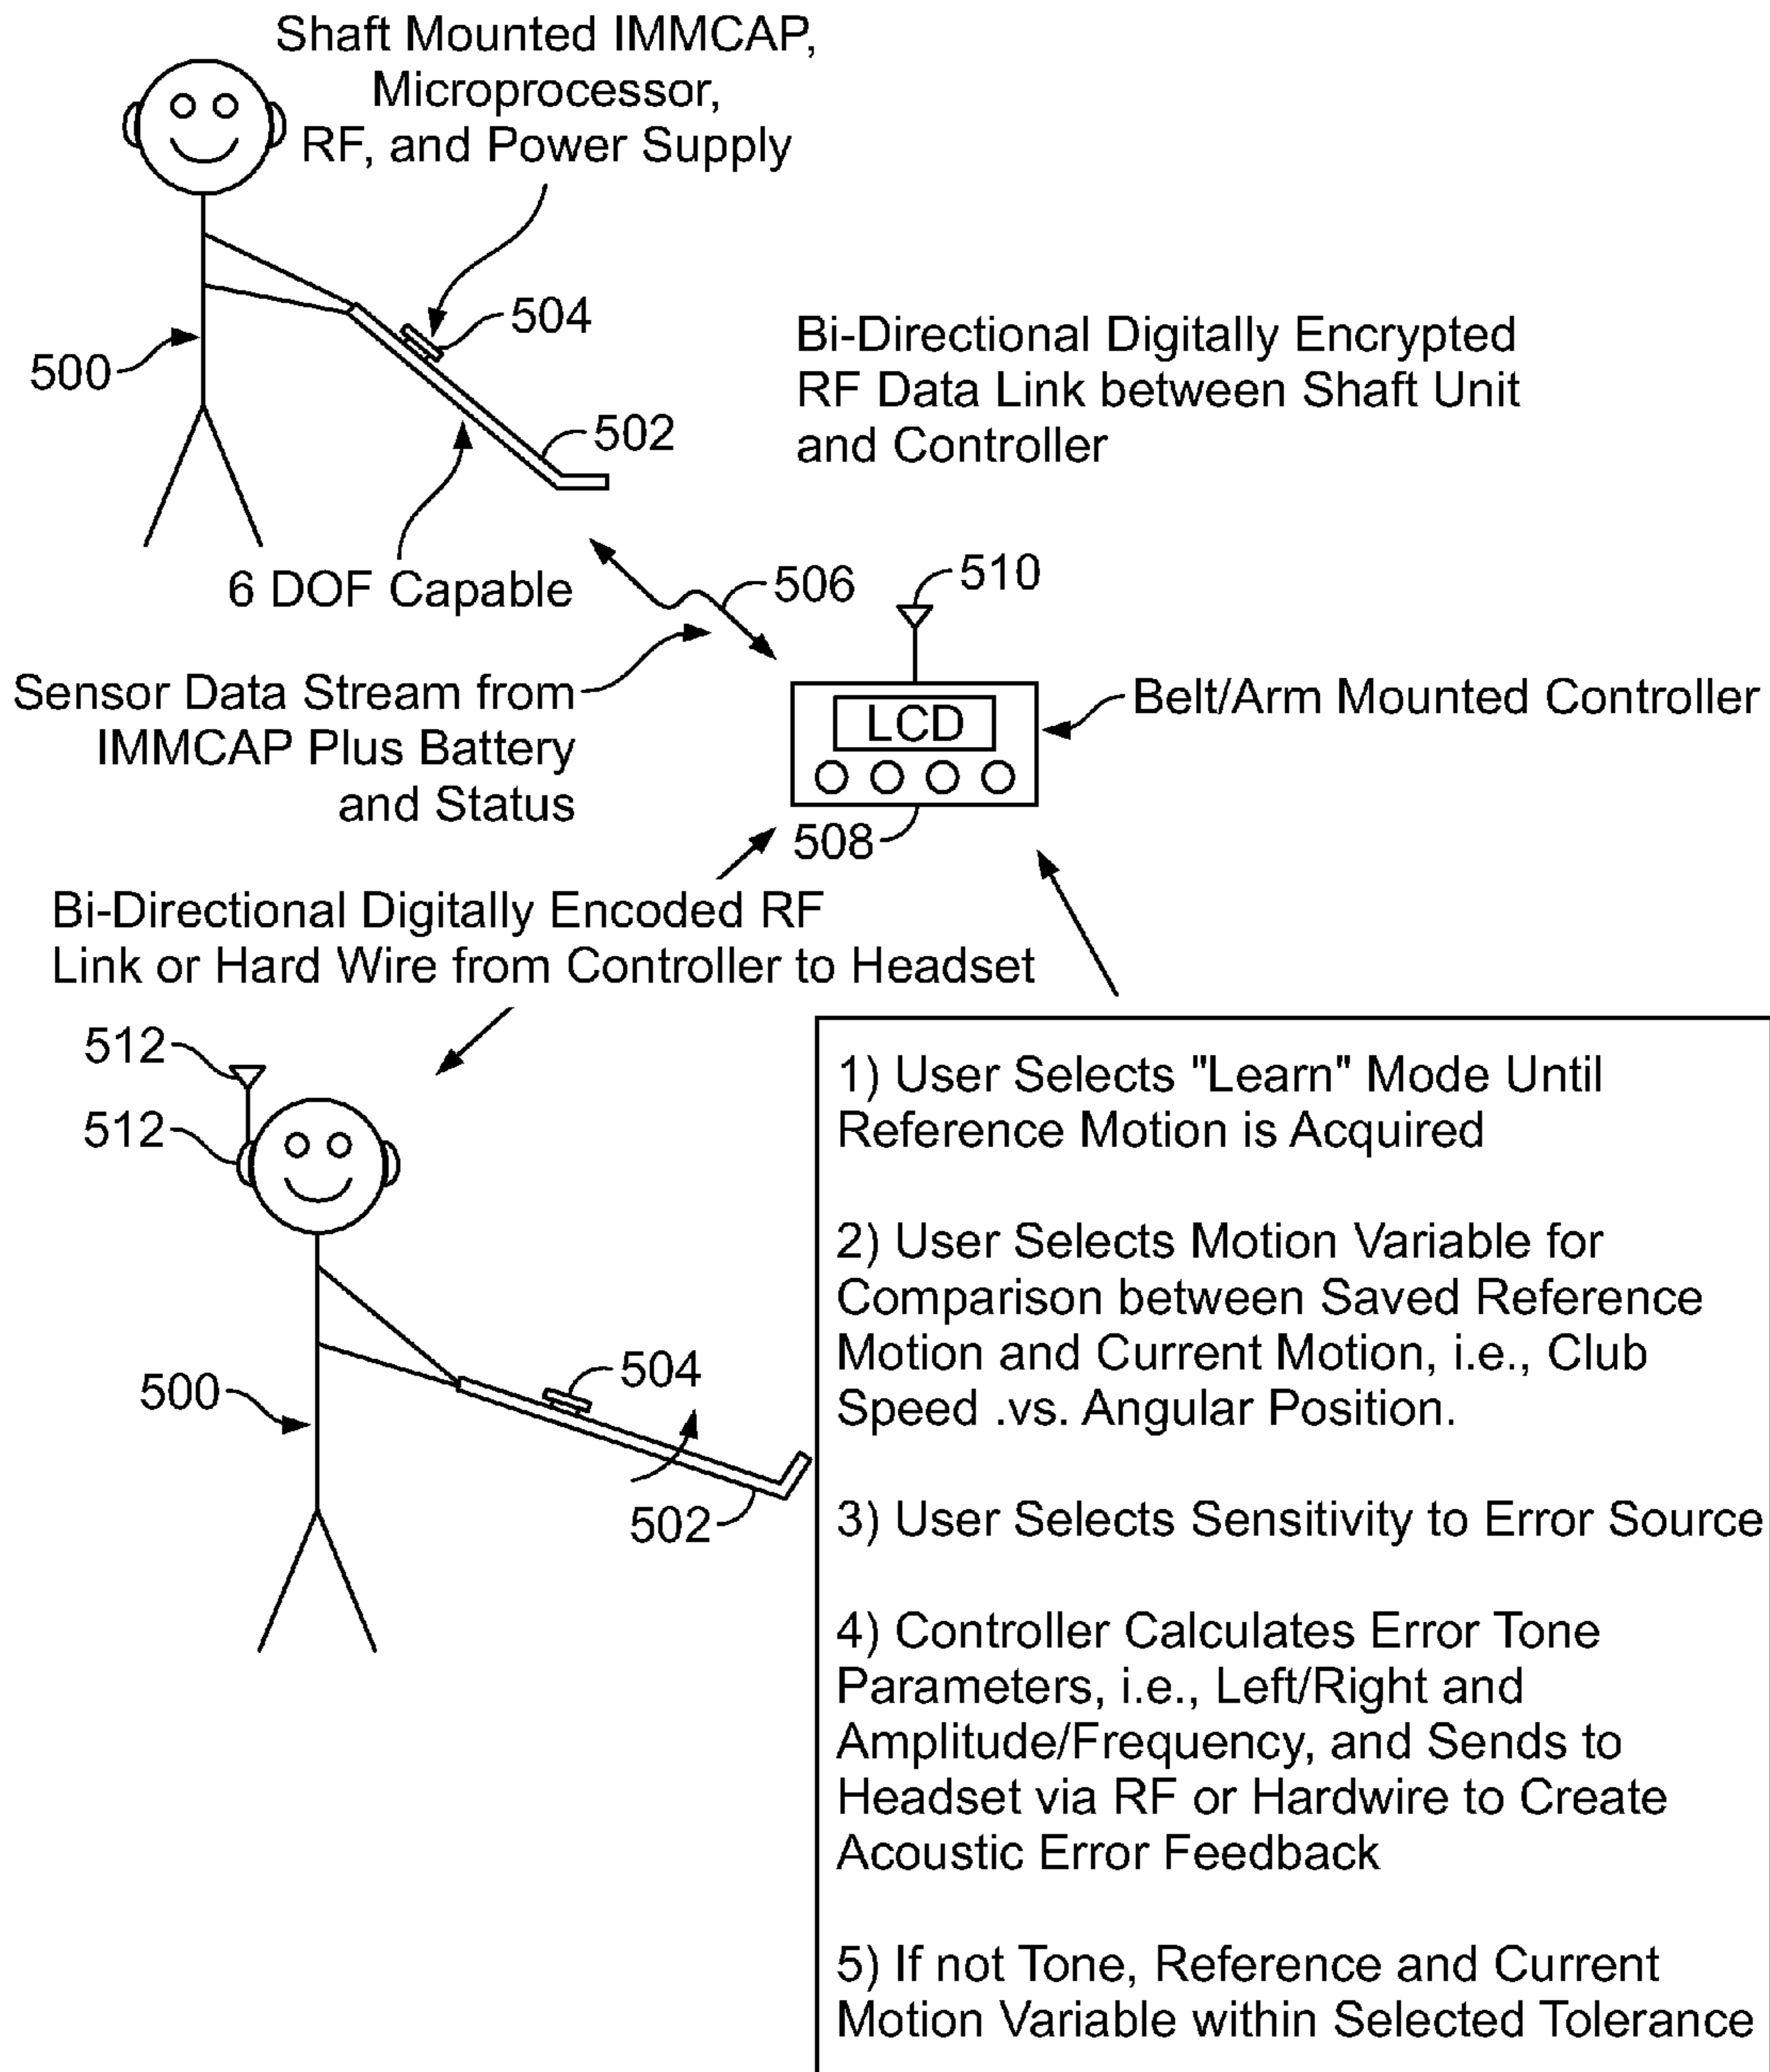 Shaft Mounted IMMCAP,
Microprocessor,
RF, and Power Supply
504
500
502
Bi-Directional Digitally Encrypted
RF Data Link between Shaft Unit
and Controller
6 DOF Capable
506
510
Sensor Data Stream from
IMMCAP Plus Battery
and Status
LCD
Belt/Arm Mounted Controller
508
Bi-Directional Digitally Encoded RF
Link or Hard Wire from Controller to Headset
512
512
500
504
502
1) User Selects "Learn" Mode Until
Reference Motion is Acquired
2) User Selects Motion Variable for
Comparison between Saved Reference
Motion and Current Motion, i.e., Club
Speed .vs. Angular Position.
3) User Selects Sensitivity to Error Source
4) Controller Calculates Error Tone
Parameters, i.e., Left/Right and
Amplitude/Frequency, and Sends to
Headset via RF or Hardwire to Create
Acoustic Error Feedback
5) If not Tone, Reference and Current
Motion Variable within Selected Tolerance